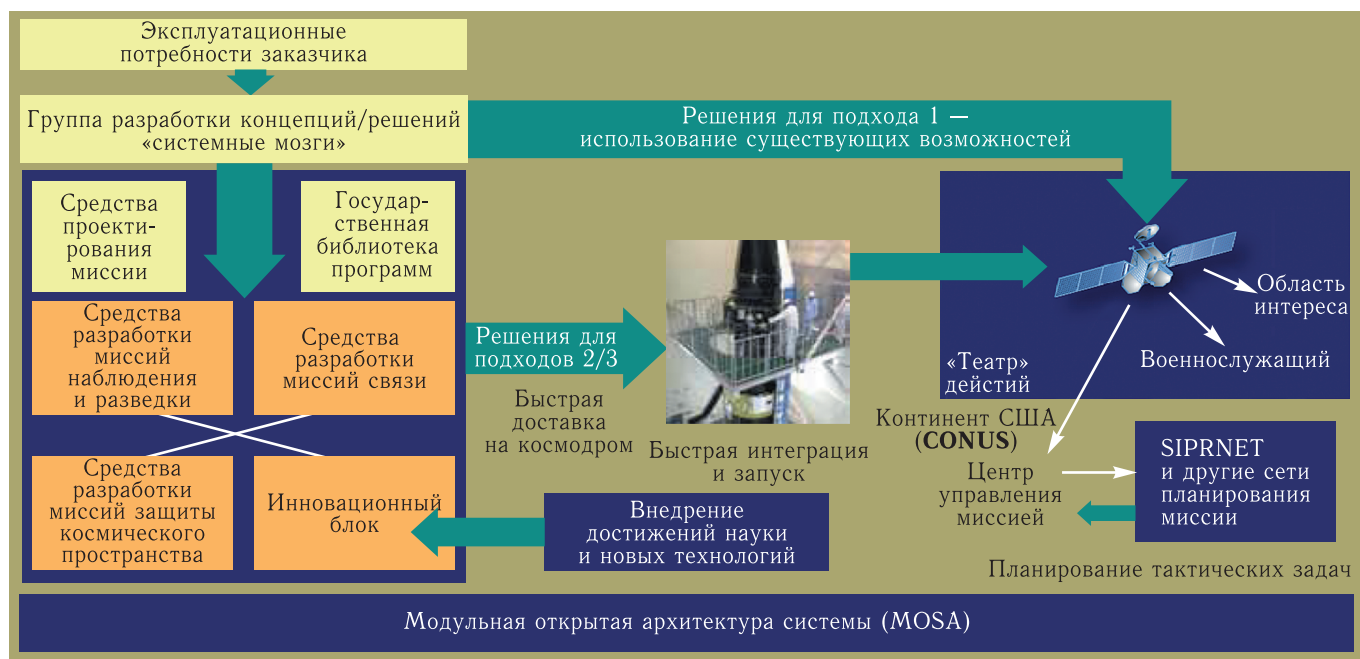 Эксплуатационные
потребности заказчика
Группа разработки концепций/решений
«системные мозги»
Решения для подхода 1 —
использование существующих возможностей
Средства
проекти-
рования
миссии
Государ-
ственная
библиотека
программ
Средства
разработки
миссий
наблюдения
и разведки
Средства
разработки
миссий связи
Средства
разработки
миссий защиты
космического
пространства
Инновационный
блок
Решения для
подходов 2/3
Быстрая
доставка
на космодром
Быстрая интеграция
и запуск
Внедрение
достижений науки
и новых технологий
Область
интереса
Военнослужащий
«Театр»
дейстий
Континент США
(CONUS)
Центр
управления
миссией
SIPRNET
и другие сети
планирования
миссии
Планирование тактических задач
Модульная открытая архитектура системы (MOSA)